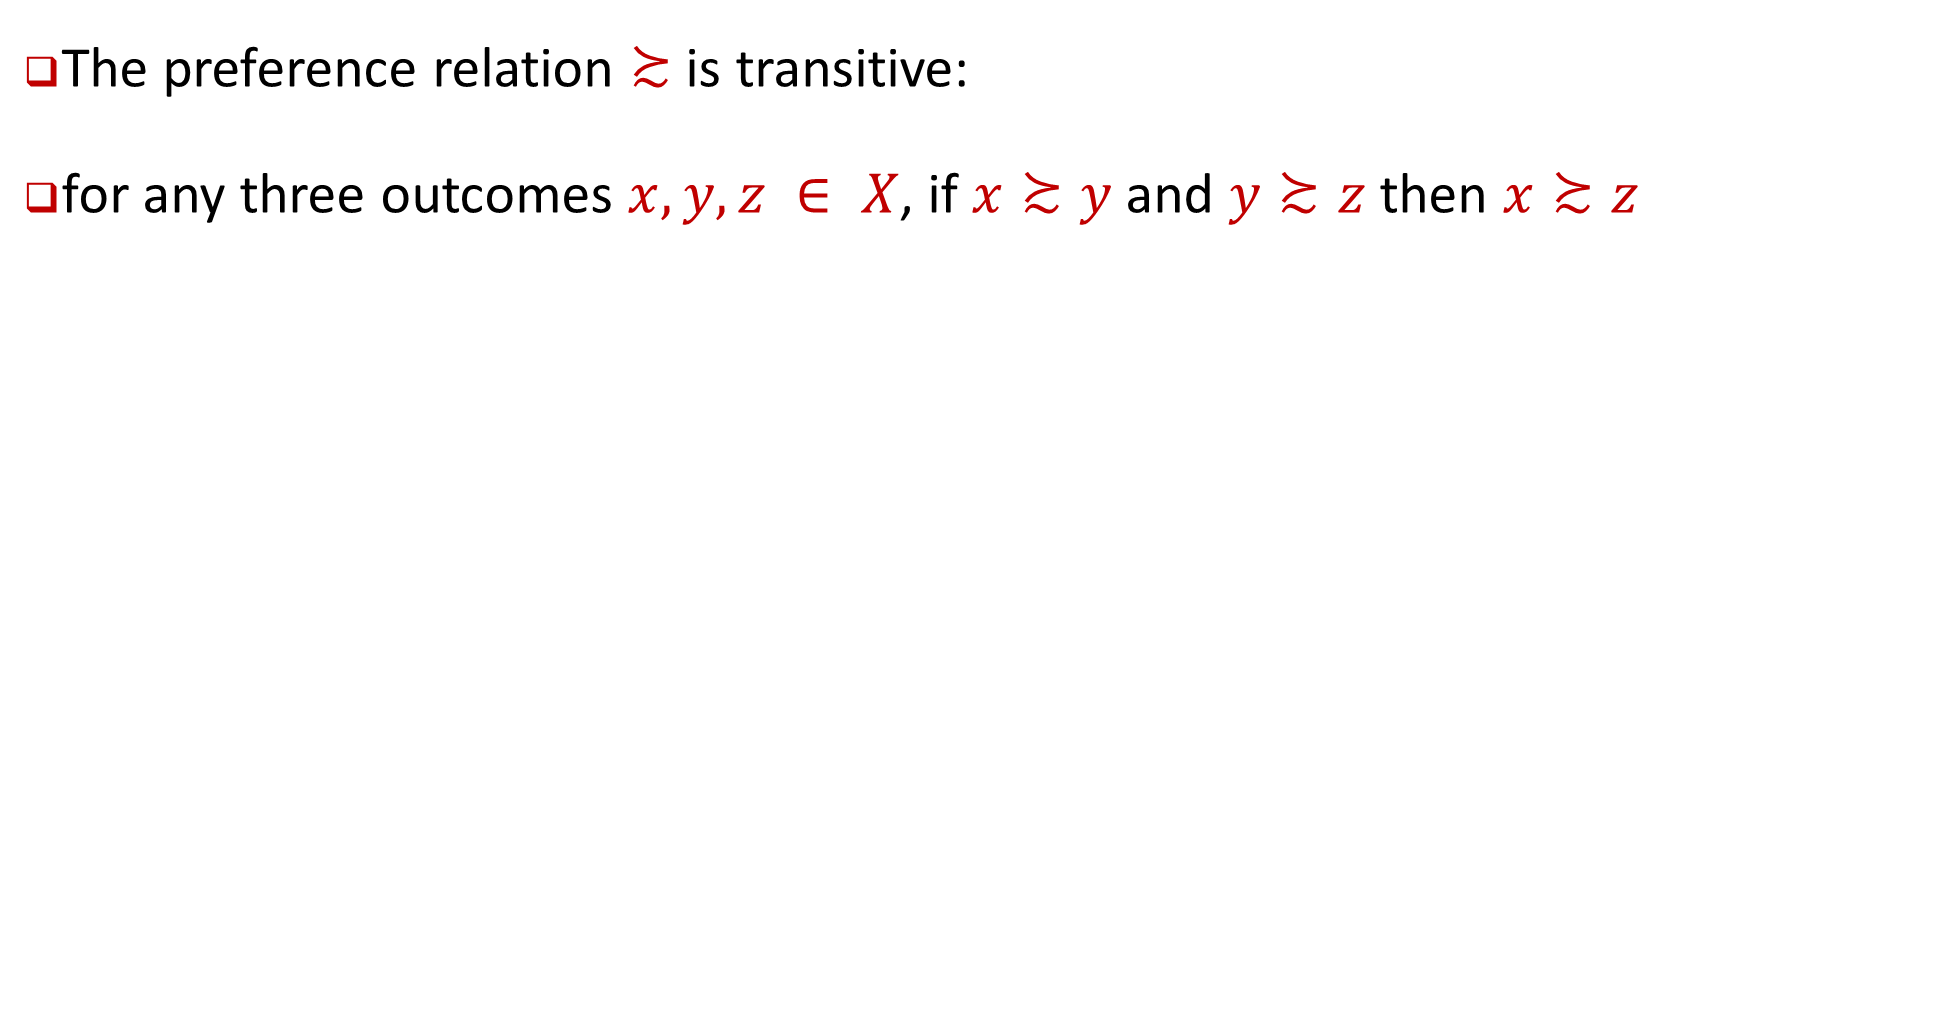 ❑The preference relation ≿ is transitive:
❑for any three outcomes x, y, z ∈ X, if x ≿ y and y ≿ z then x ≿ z